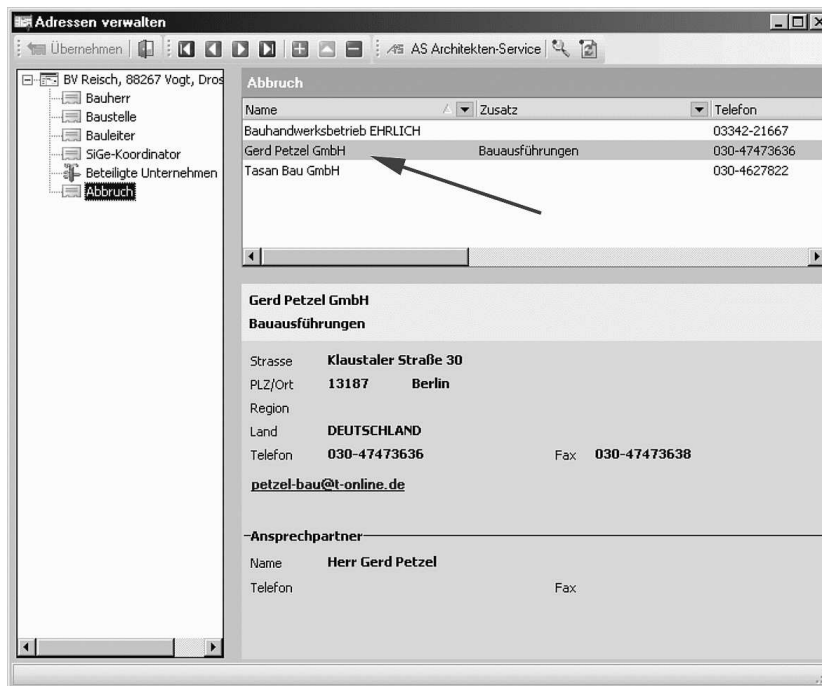 Adressen verwalten
Übernehmen AS AS Architekten-Service
BV Reisch, 88267 Vogt, Dros
Bauherr
Baustelle
Bauleiter
SiGe-Koordinator
Beteiligte Unternehmen
Abbruch
Abbruch
Name Zusatz Telefon
Bauhandwerksbetrieb EHRLICH 03342-21667
Gerd Petzel GmbH Bauausführungen 030-47473636
Tasan Bau GmbH 030-4627822
Gerd Petzel GmbH
Bauausführungen
Strasse Klaustaler Straße 30
PLZ/Ort 13187 Berlin
Region
Land DEUTSCHLAND
Telefon 030-47473636 Fax 030-47473638
petzel-bau@t-online.de
Ansprechpartner
Name Herr Gerd Petzel
Telefon Fax